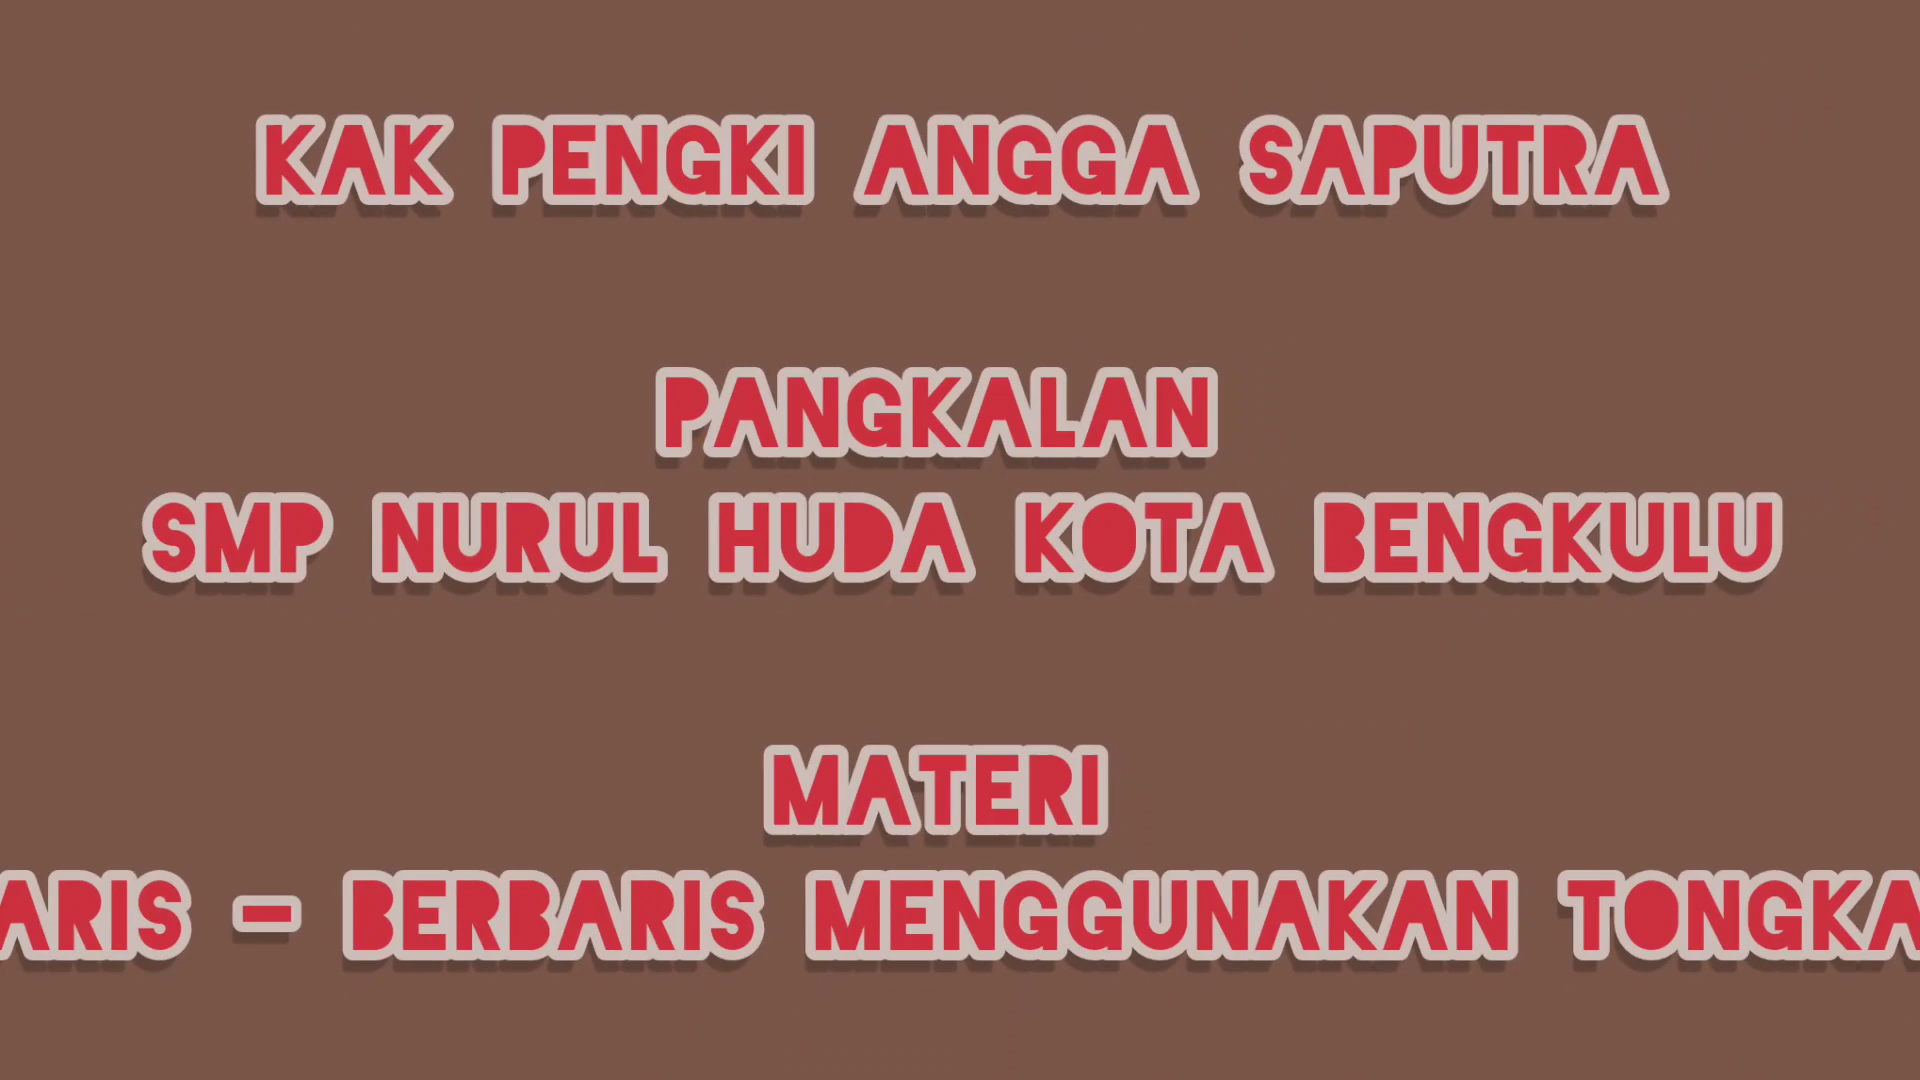 KAK PENGKI ANGGA SAPUTRA
PANGKALAN
SMP NURUL HUDA KOTA BENGKULU
MATERI
ARIS - BERBARIS MENGGUNAKAN TONGKA